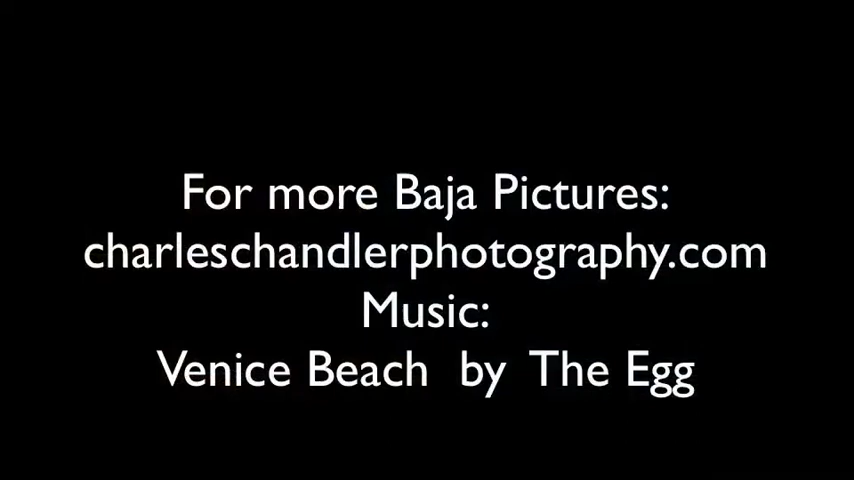 For more Baja Pictures:
charleschandlerphotography.com
Music:
Venice Beach by The Egg